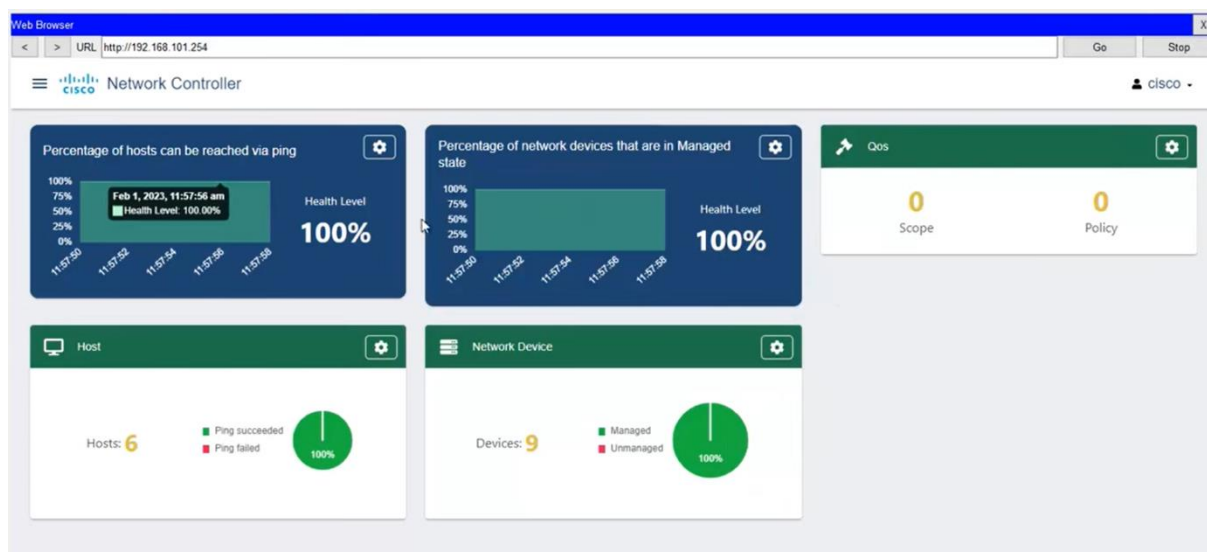 Web Browser X
< > URL http://192.168.101.254 Go Stop
CISCO Network Controller cisco
Percentage of hosts can be reached via ping
100%
75%
50%
25%
0%
Feb 1, 2023, 11:57:56 am
Health Level: 100.00%
11:57:50 11:57:52 11:57:54 11:57:56 11:57:58
Health Level
100%
Percentage of network devices that are in Managed
state
100%
75%
50%
25%
0%
11:57:50 11:57:52 11:57:54 11:57:56 11:57:58
Health Level
100%
Qos
0 0
Scope Policy
Host
Hosts: 6
Ping succeeded
Ping failed
100%
Network Device
Devices: 9
Managed
Unmanaged
100%